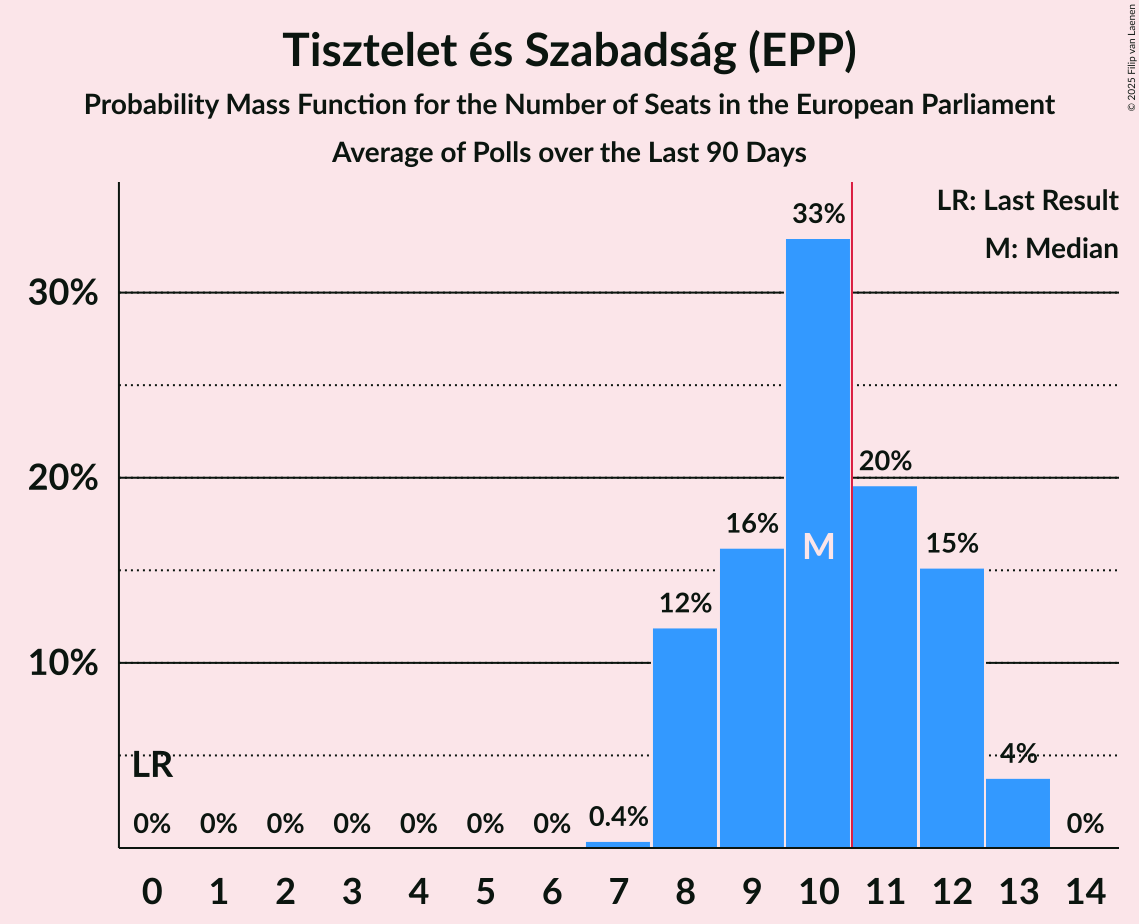 Tisztelet és Szabadság (EPP)
Probability Mass Function for the Number of Seats in the European Parliament
Average of Polls over the Last 90 Days
© 2025 Filip van Laenen
LR: Last Result
M: Median
30%
20%
10%
33%
20%
16%
M
15%
12%
4%
LR
0%
0%
0%
0%
0%
0%
0%
0.4%
0%
0 1 2 3 4 5 6 7 8 9 10 11 12 13 14